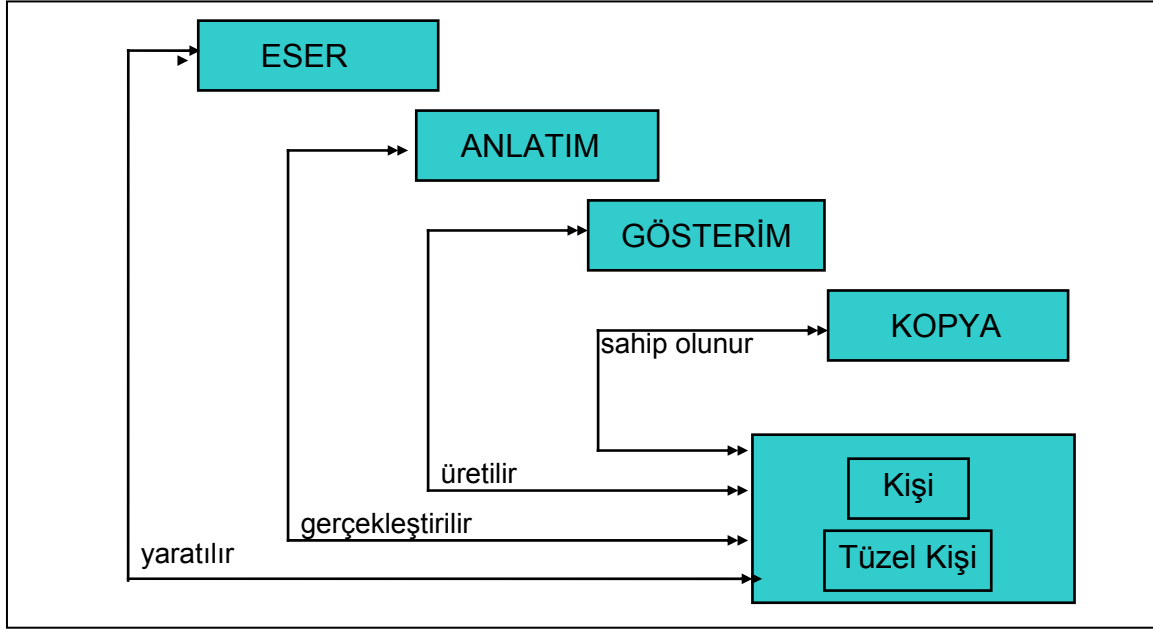 ESER
ANLATIM
GÖSTERİM
KOPYA
sahip olunur
üretilir
Kişi
gerçekleştirilir
yaratılır
Tüzel Kişi